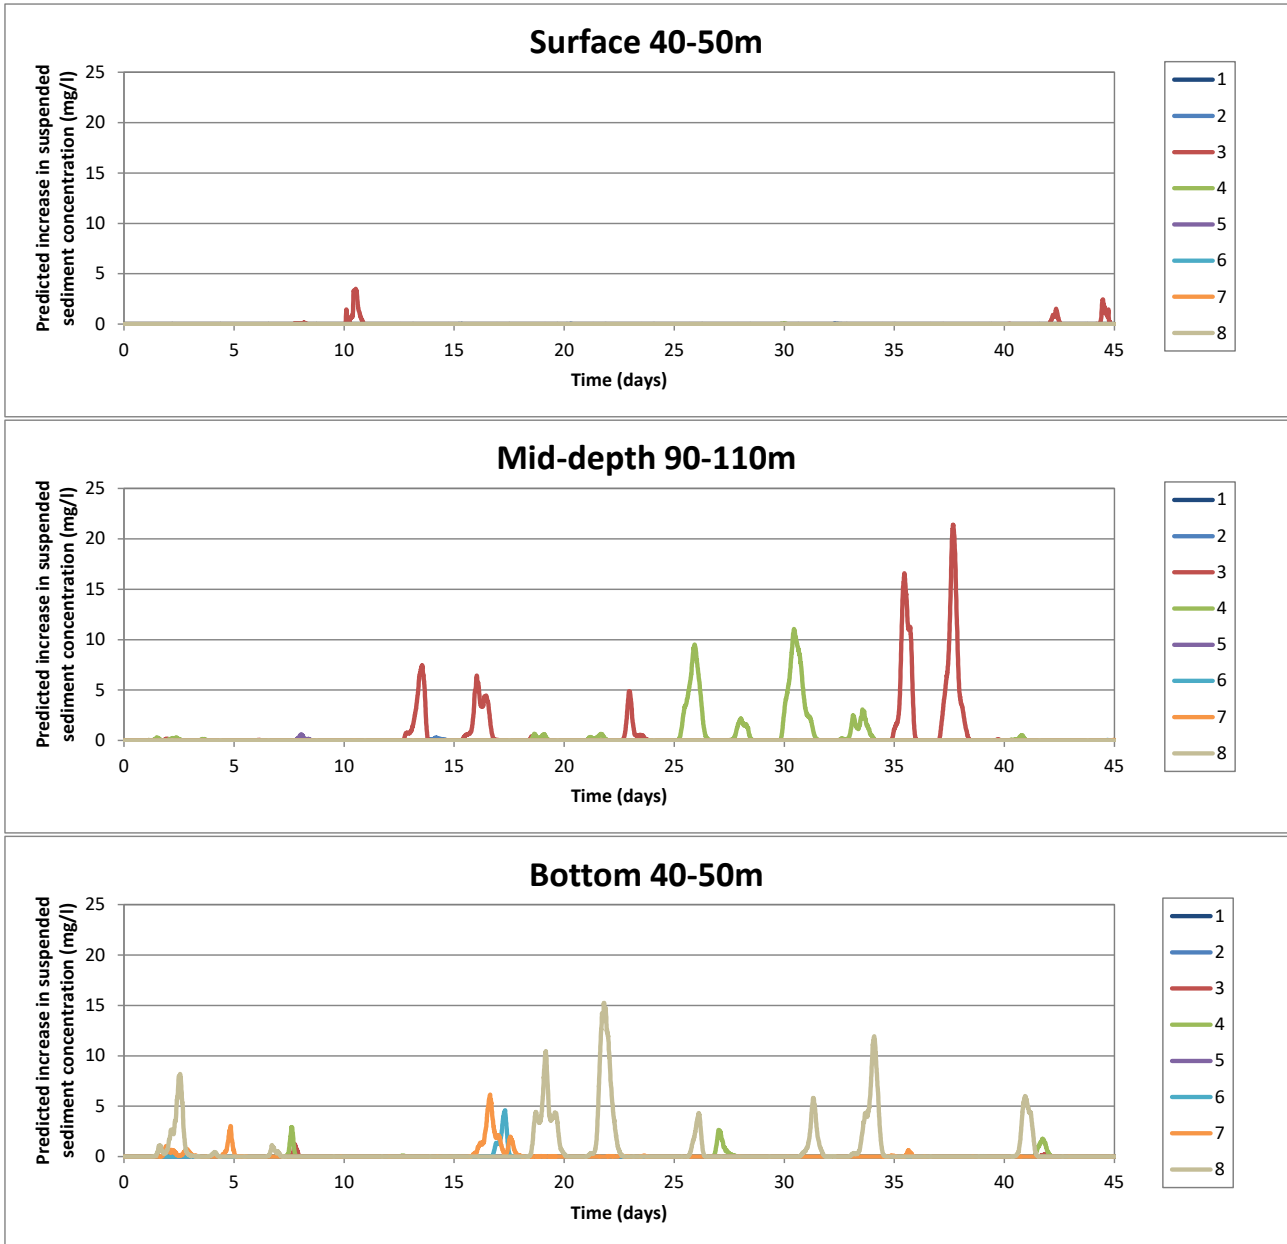 Surface 40-50m
Predicted increase in suspended
sediment concentration (mg/l)
25
20
15
10
5
0
0 5 10 15 20 25 30 35 40 45
Time (days)
1
2
3
4
5
6
7
8
Mid-depth 90-110m
Predicted increase in suspended
sediment concentration (mg/l)
25
20
15
10
5
0
0 5 10 15 20 25 30 35 40 45
Time (days)
1
2
3
4
5
6
7
8
Bottom 40-50m
Predicted increase in suspended
sediment concentration (mg/l)
25
20
15
10
5
0
0 5 10 15 20 25 30 35 40 45
Time (days)
1
2
3
4
5
6
7
8